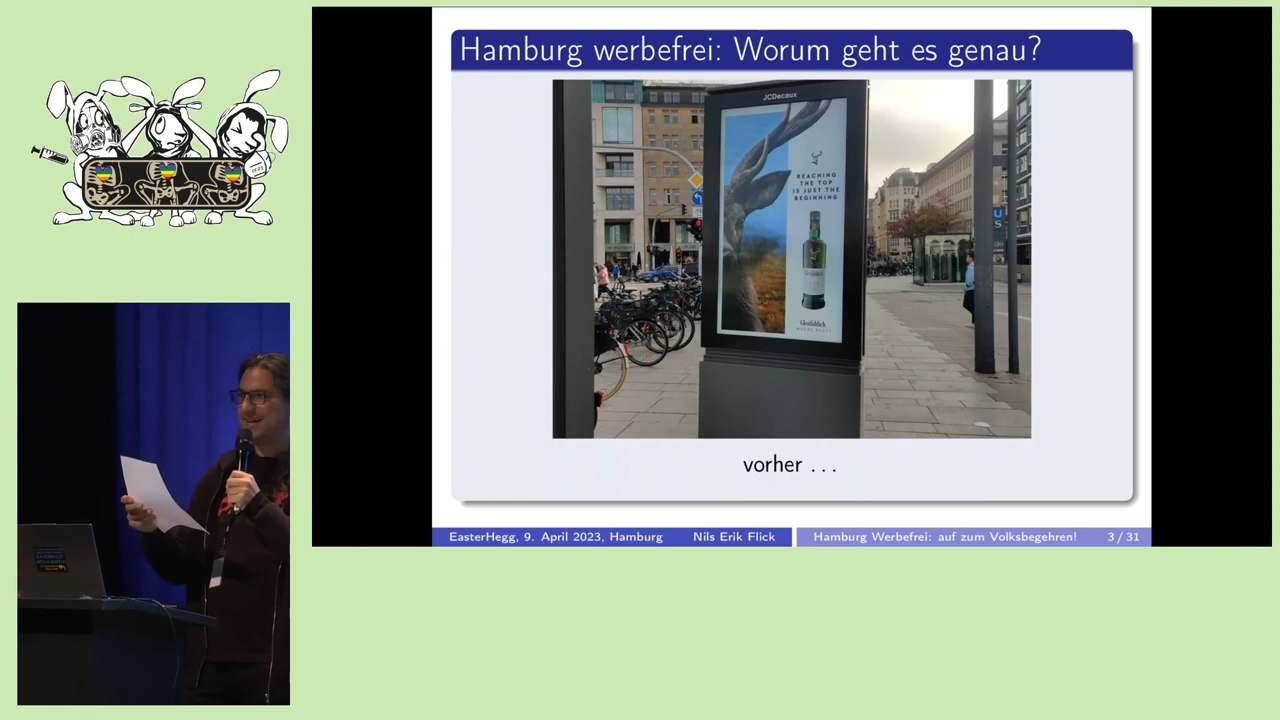 Hamburg werbefrei: Worum geht es genau?
JCDecaux
REACHING
THE TOP
IS JUST THE
BEGINNING
Glenfiddich
U
S
vorher . . .
EasterHegg, 9. April 2023, Hamburg Nils Erik Flick Hamburg Werbefrei: auf zum Volksbegehren! 3 / 31